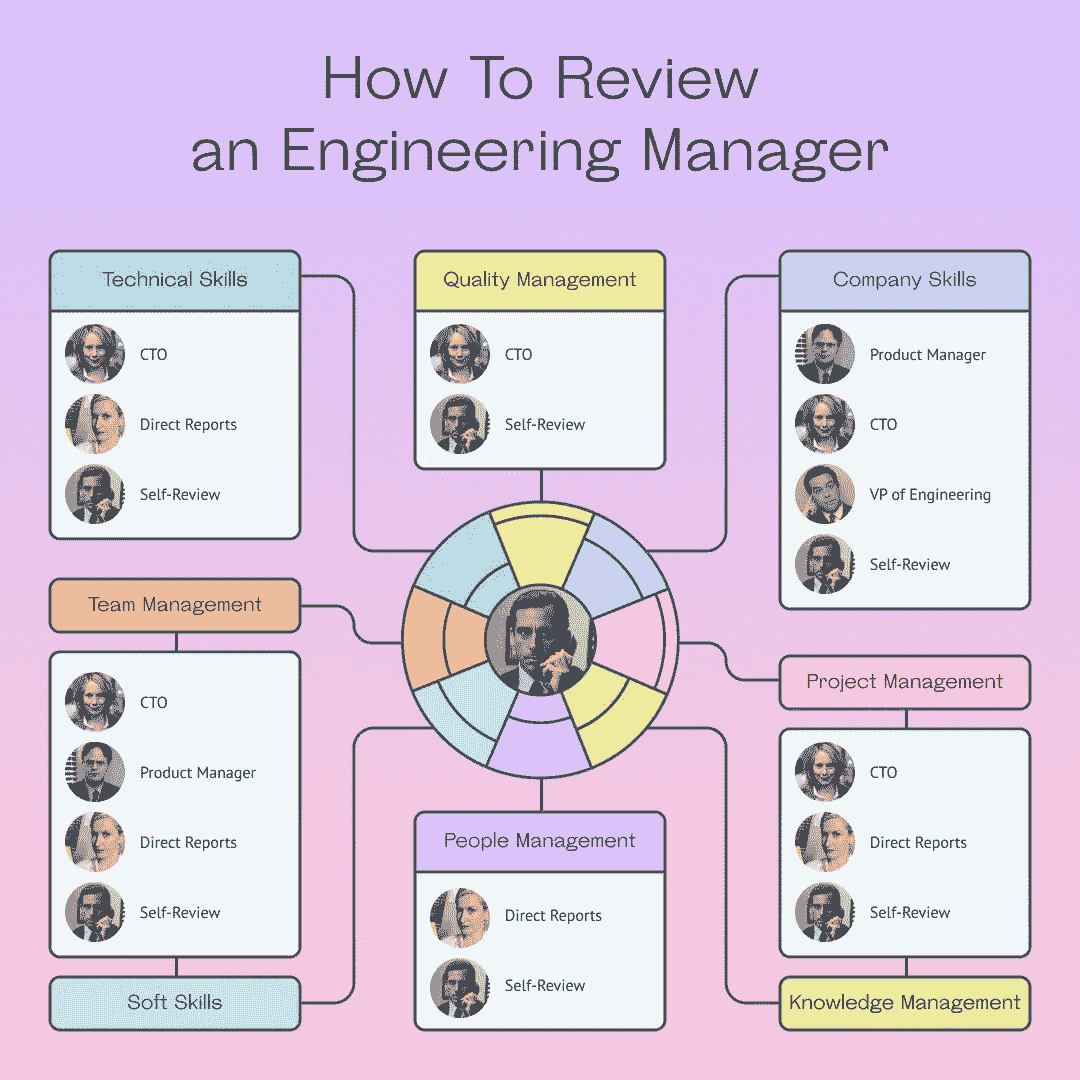 How To Review
an Engineering Manager
Technical Skills
CTO
Direct Reports
Self-Review
Quality Management
CTO
Self-Review
Company Skills
Product Manager
CTO
VP of Engineering
Self-Review
Team Management
CTO
Product Manager
Direct Reports
Self-Review
Soft Skills
People Management
Direct Reports
Self-Review
Project Management
CTO
Direct Reports
Self-Review
Knowledge Management